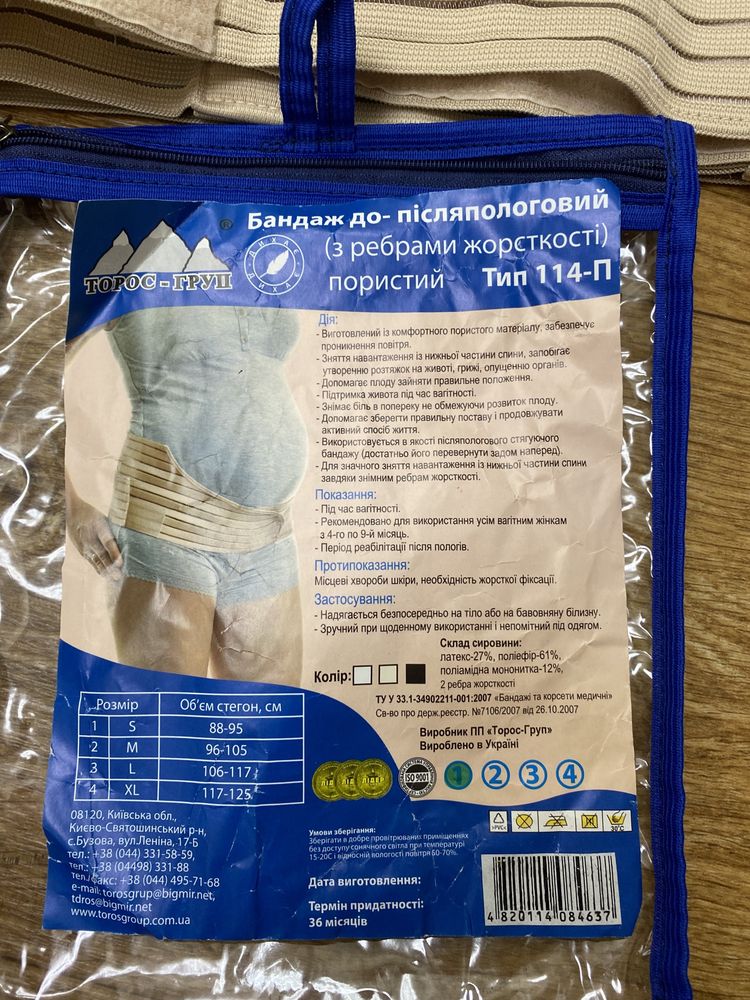 Бандаж до- післяпологовий
(з ребрами жорсткості)
пористий Тип 114-П
®
ТОРОС - ГРУП
ДИХАЄ
ДИХАЄ
Дія:
- Виготовлений із комфортного пористого матеріалу, забезпечує
проникнення повітря.
- Зняття навантаження із нижньої частини спини, запобігає
утворенню розтяжок на животі, грижі, опущенню органів.
- Допомагає плоду зайняти правильне положення.
- Підтримка живота під час вагітності.
- Знімає біль в попереку не обмежуючи розвиток плоду.
- Допомагає зберегти правильну поставу і продовжувати
активний спосіб життя.
- Використовується в якості післяпологового стягуючого
бандажу (достатньо його перевернути задом наперед).
- Для значного зняття навантаження із нижньої частини спини
завдяки знімним ребрам жорсткості.
Показання:
- Під час вагітності.
- Рекомендовано для використання усім вагітним жінкам
з 4-го по 9-й місяць.
- Період реабілітації після пологів.
Протипоказання:
Місцеві хвороби шкіри, необхідність жорсткої фіксації.
Застосування:
- Надягається безпосередньо на тіло або на бавовняну білизну.
- Зручний при щоденному використанні і непомітний під одягом.
Склад сировини:
латекс-27%, поліефір-61%,
поліамідна мононитка-12%,
2 ребра жорсткості
Колір:
ТУ У 33.1-34902211-001:2007 «Бандажі та корсети медичні»
Св-во про держ.реєстр. №7106/2007 від 26.10.2007
Розмір Об'єм стегон, см
1 S 88-95
2 M 96-105
3 L 106-117
4 XL 117-125
Виробник ПП «Торос-Груп»
Вироблено в Україні
ISO 9001
1 2 3 4
08120, Київська обл.,
Києво-Святошинський р-н,
с.Бузова, вул.Леніна, 17-Б
тел.: +38 (044) 331-58-59,
тел.: +38 (04498) 331-88
тел./факс: +38 (044) 495-71-68
e-mail: torosgrup@bigmir.net,
tdros@bigmir.net
www.torosgroup.com.ua
Умови зберігання:
Зберігати в добре провітрюваних приміщеннях
без доступу сонячного світла при температурі
15-20С і відносній вологості повітря 60-70%.
>PVC<
30°C
Дата виготовлення:
Термін придатності:
36 місяців
4 820114 084637